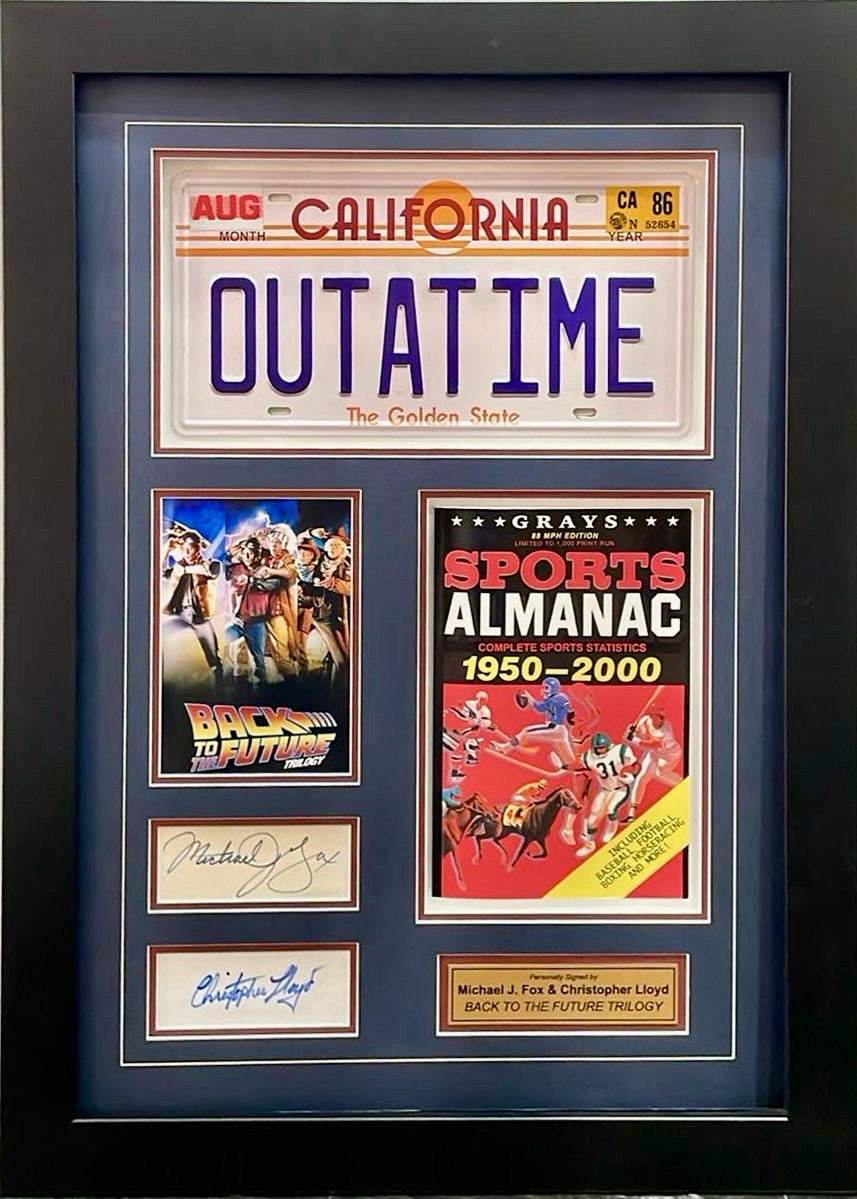 AUG
MONTH
CALIFORNIA
CA 86
N 52654
YEAR
OUTATIME
The Golden State
BACK
TO
THE FUTURE
TRILOGY
★ ★ ★ GRAYS ★ ★ ★
88 MPH EDITION
LIMITED TO 1,000 PRINT RUN
SPORTS
ALMANAC
COMPLETE SPORTS STATISTICS
1950–2000
31
INCLUDING
BASEBALL, FOOTBALL
BOXING, HORSERACING
AND MORE!
Michael J. Fox
Christopher Lloyd
Personally Signed by
Michael J. Fox & Christopher Lloyd
BACK TO THE FUTURE TRILOGY